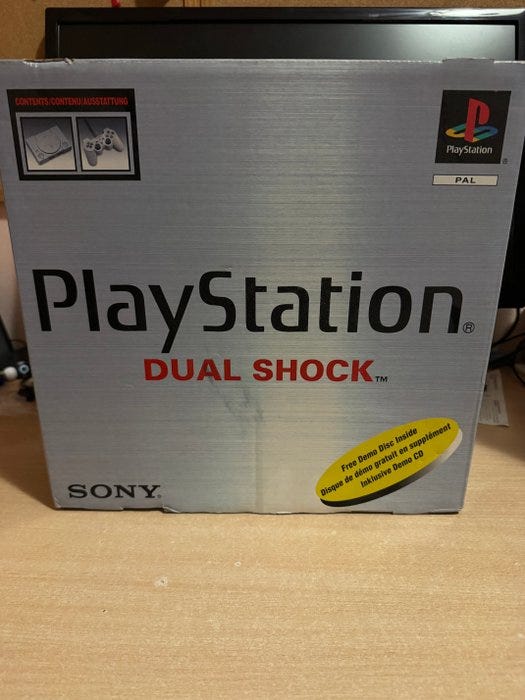 CONTENTS/CONTENU/AUSSTATTUNG
PlayStation®
PAL
PlayStation®
DUAL SHOCK™
Free Demo Disc Inside
Disque de démo gratuit en supplément
Inklusive Demo CD
SONY®